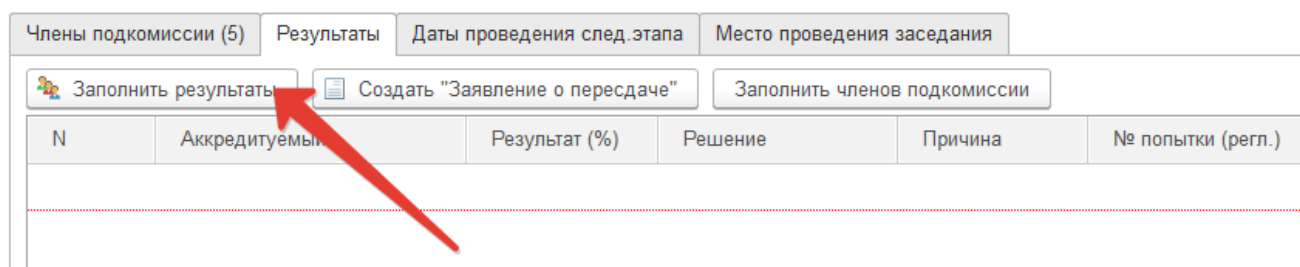 Члены подкомиссии (5) Результаты Даты проведения след.этапа Место проведения заседания
Заполнить результаты Создать "Заявление о пересдаче" Заполнить членов подкомиссии
N Аккредитуемый Результат (%) Решение Причина № попытки (регл.)